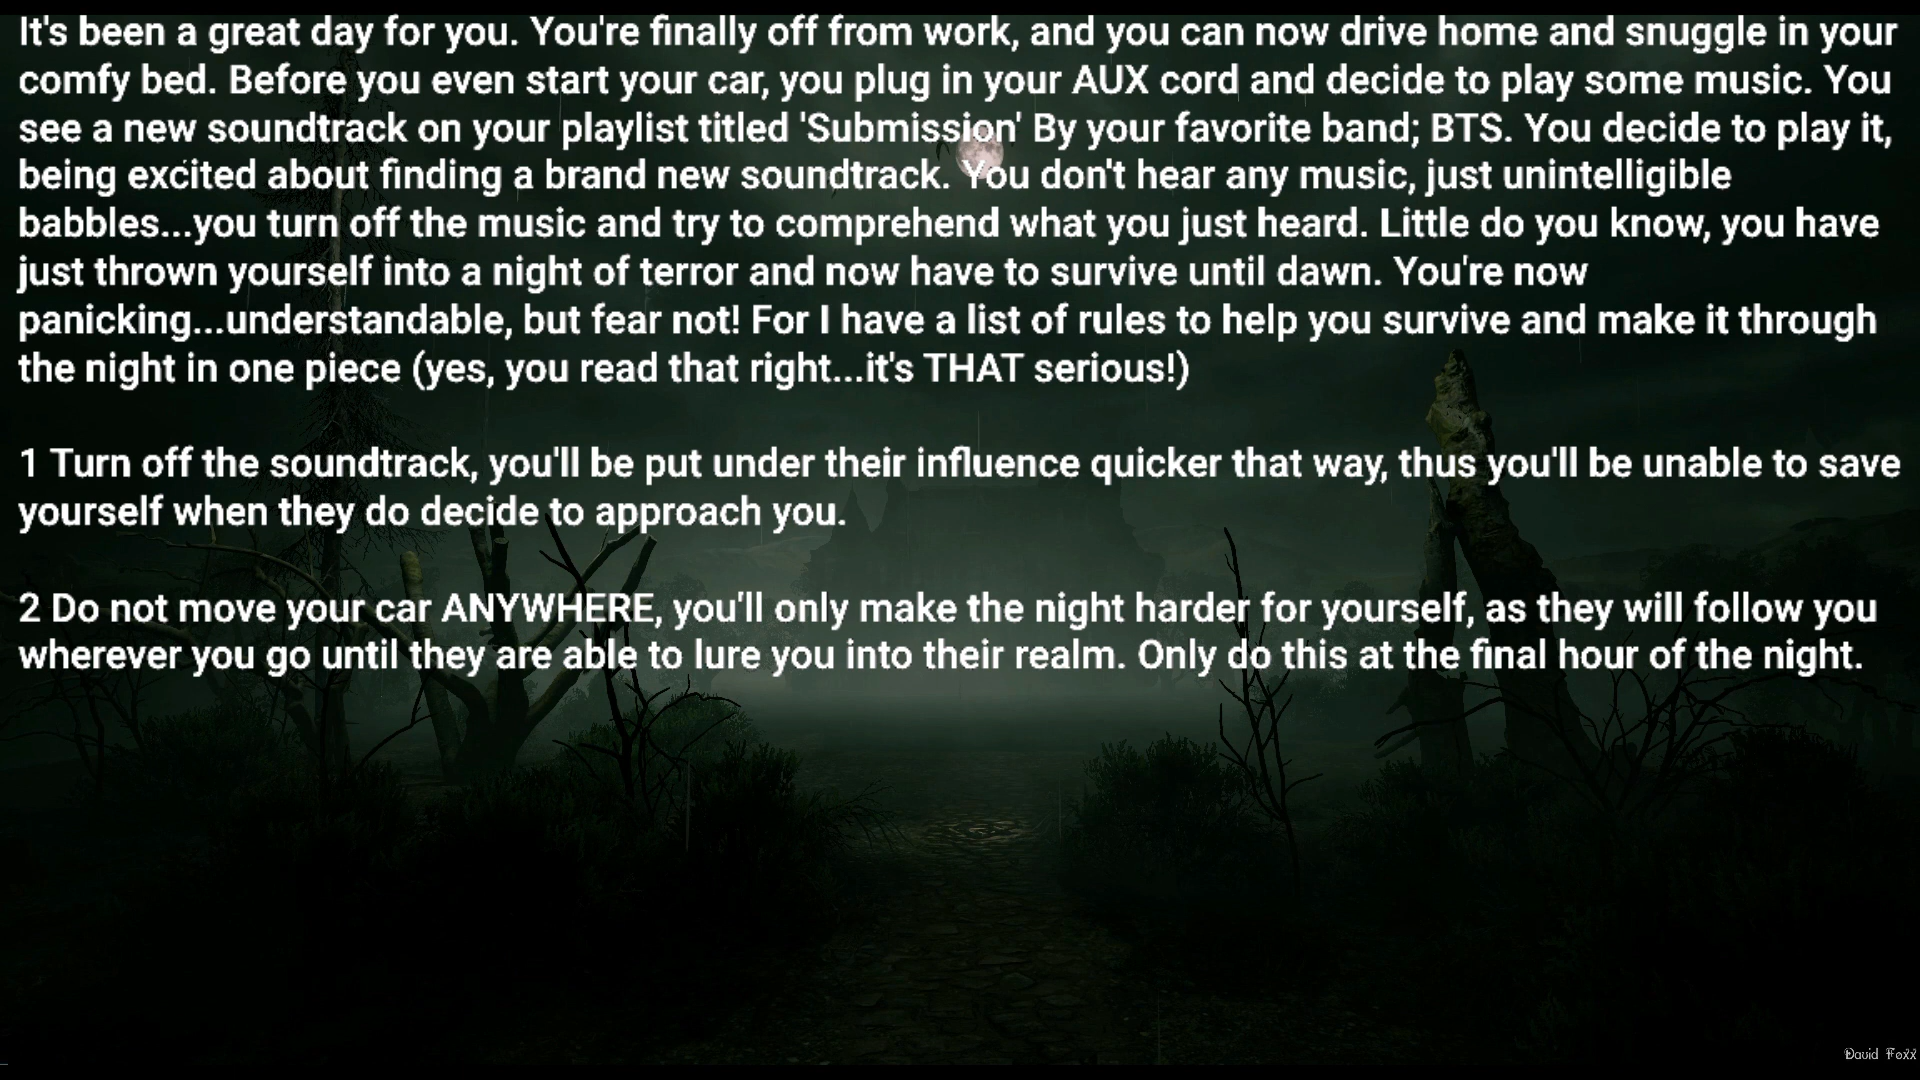 It's been a great day for you. You're finally off from work, and you can now drive home and snuggle in your
comfy bed. Before you even start your car, you plug in your AUX cord and decide to play some music. You
see a new soundtrack on your playlist titled 'Submission' By your favorite band; BTS. You decide to play it,
being excited about finding a brand new soundtrack. You don't hear any music, just unintelligible
babbles...you turn off the music and try to comprehend what you just heard. Little do you know, you have
just thrown yourself into a night of terror and now have to survive until dawn. You're now
panicking...understandable, but fear not! For I have a list of rules to help you survive and make it through
the night in one piece (yes, you read that right...it's THAT serious!)
1 Turn off the soundtrack, you'll be put under their influence quicker that way, thus you'll be unable to save
yourself when they do decide to approach you.
2 Do not move your car ANYWHERE, you'll only make the night harder for yourself, as they will follow you
wherever you go until they are able to lure you into their realm. Only do this at the final hour of the night.
David Foxx